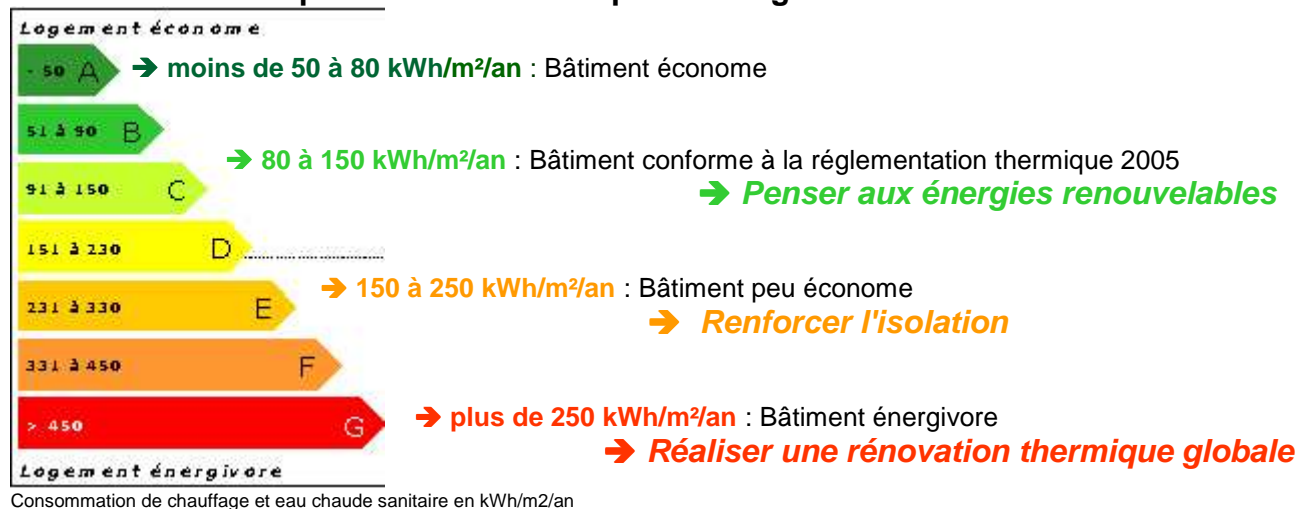 Logement économe
- 50 A
➔ moins de 50 à 80 kWh/m²/an : Bâtiment économe
51 à 90 B
➔ 80 à 150 kWh/m²/an : Bâtiment conforme à la réglementation thermique 2005
91 à 150 C
➔ Penser aux énergies renouvelables
151 à 230 D
➔ 150 à 250 kWh/m²/an : Bâtiment peu économe
231 à 330 E
➔ Renforcer l'isolation
331 à 450 F
➔ plus de 250 kWh/m²/an : Bâtiment énergivore
> 450 G
➔ Réaliser une rénovation thermique globale
Logement énergivore
Consommation de chauffage et eau chaude sanitaire en kWh/m2/an